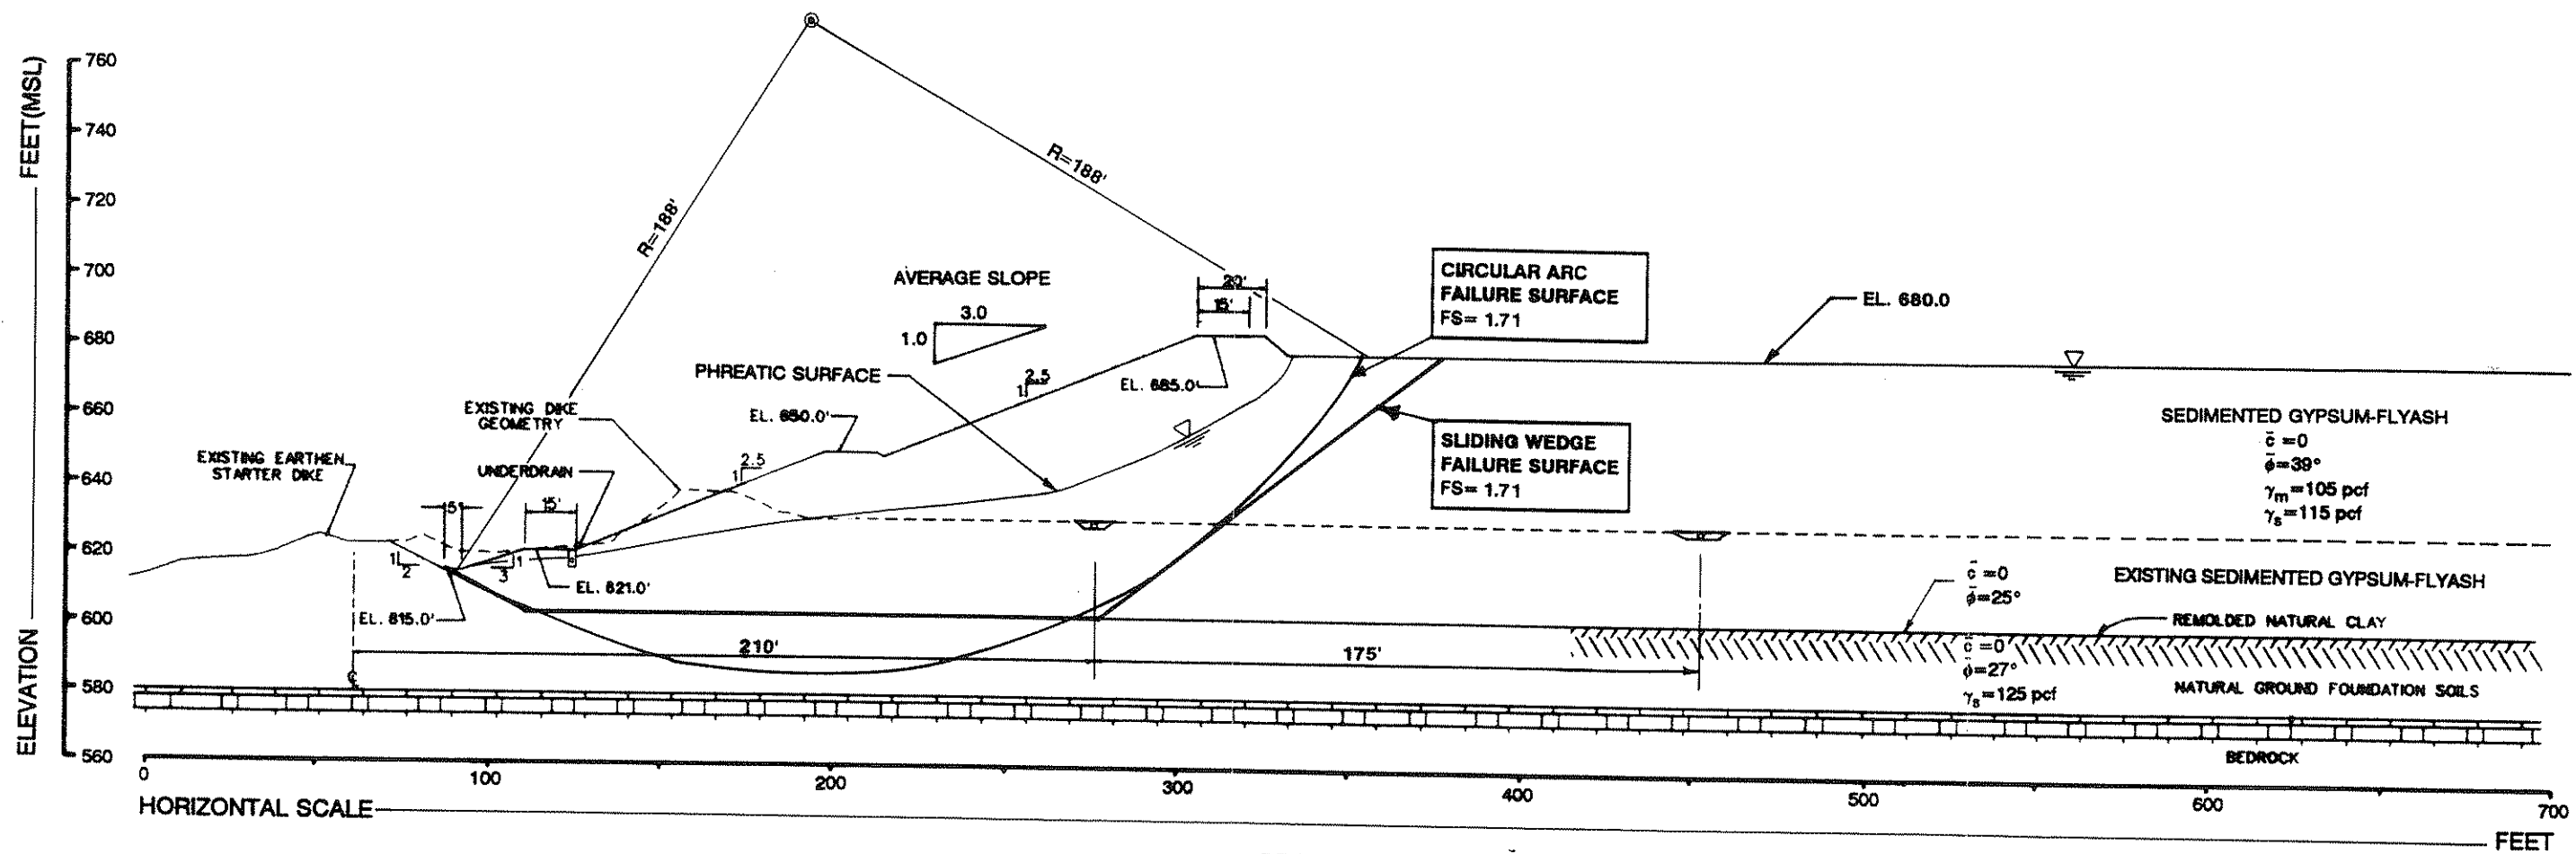 ELEVATION FEET(MSL)
760
740
720
700
680
660
640
620
600
580
560
R=188'
R=188'
AVERAGE SLOPE
3.0
1.0
20'
15'
CIRCULAR ARC
FAILURE SURFACE
FS= 1.71
EL. 680.0
PHREATIC SURFACE
2.5
1
EL. 685.0'
EXISTING DIKE
GEOMETRY
EL. 650.0'
SLIDING WEDGE
FAILURE SURFACE
FS= 1.71
SEDIMENTED GYPSUM-FLYASH
c̄ =0
φ̄=39°
γm=105 pcf
γs=115 pcf
EXISTING EARTHEN
STARTER DIKE
UNDERDRAIN
2.5
1
5'
15'
1
2
1
3
EL. 621.0'
EL. 615.0'
c̄ =0
φ̄=25°
EXISTING SEDIMENTED GYPSUM-FLYASH
REMOLDED NATURAL CLAY
210'
175'
c̄ =0
φ̄=27°
γs=125 pcf
NATURAL GROUND FOUNDATION SOILS
BEDROCK
0
100
200
300
400
500
600
700
HORIZONTAL SCALE
FEET